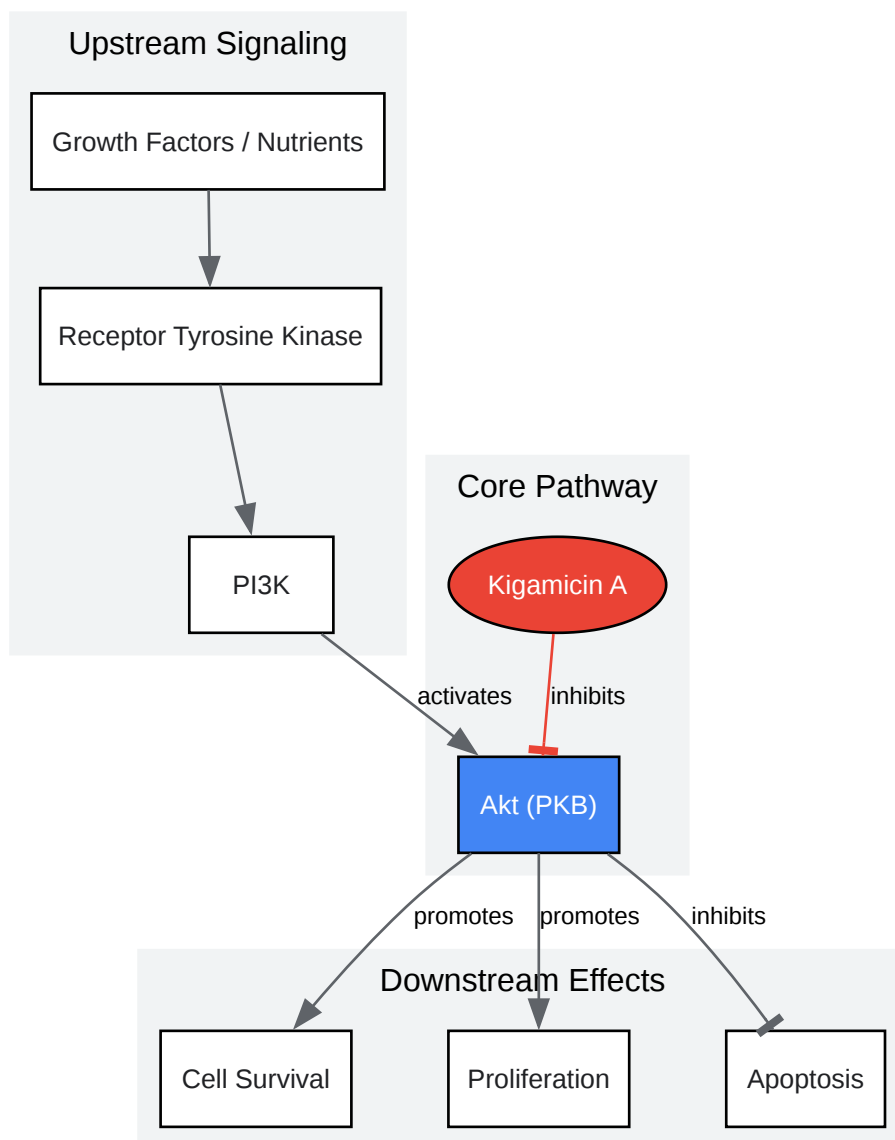 Upstream Signaling
Growth Factors / Nutrients
Receptor Tyrosine Kinase
PI3K
Core Pathway
Kigamicin A
activates
inhibits
Akt (PKB)
promotes
promotes
inhibits
Downstream Effects
Cell Survival
Proliferation
Apoptosis